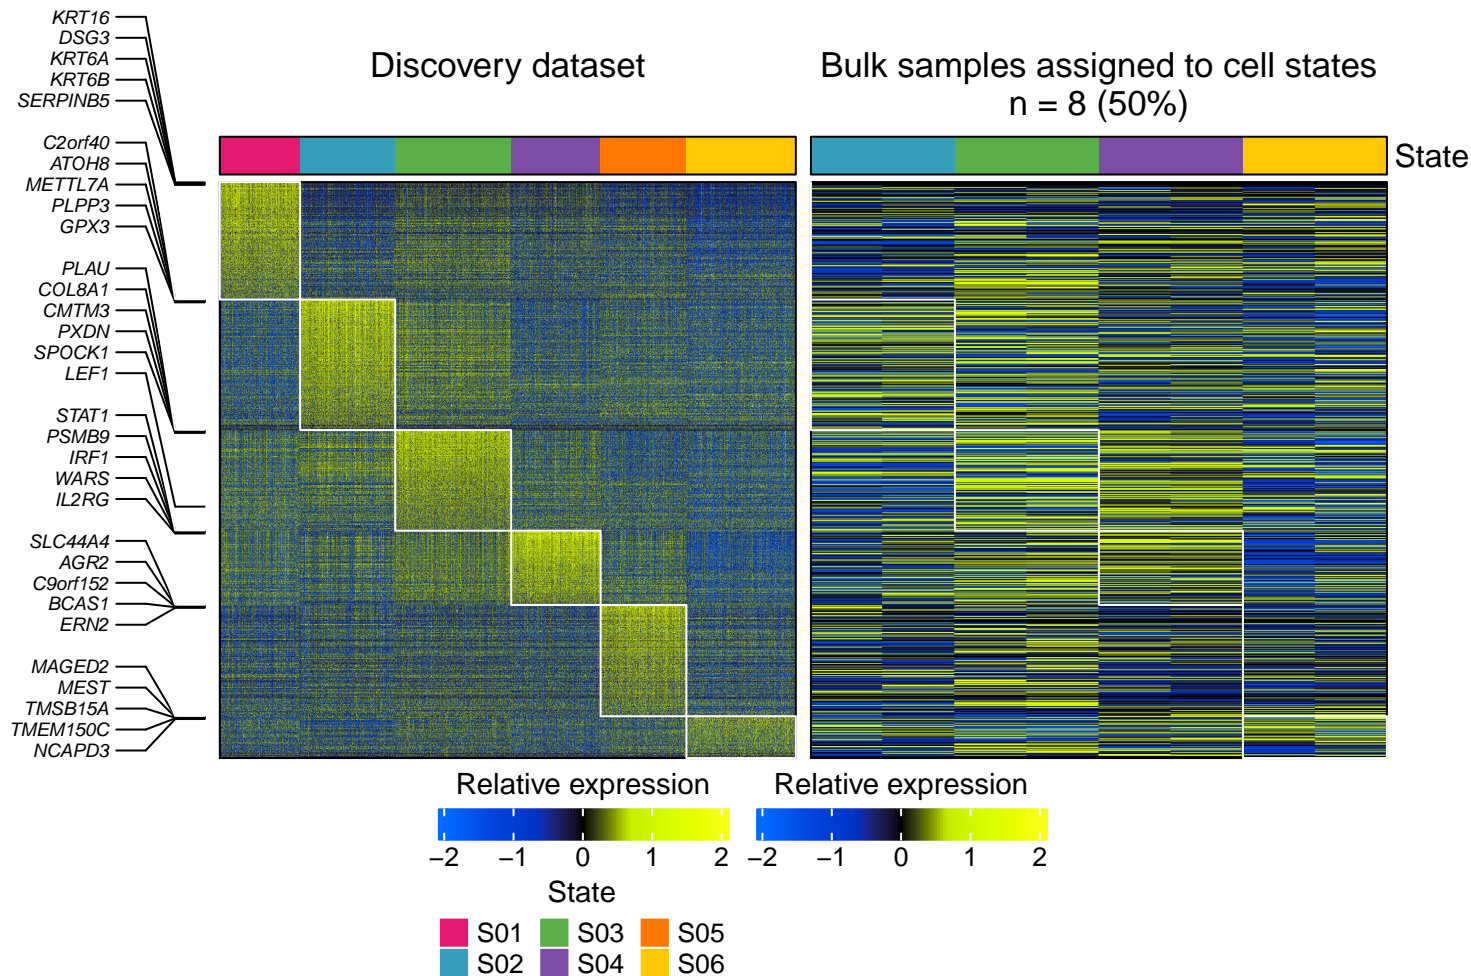 KRT16
DSG3
KRT6A
KRT6B
SERPINB5
C2orf40
ATOH8
METTL7A
PLPP3
GPX3
PLAU
COL8A1
CMTM3
PXDN
SPOCK1
LEF1
STAT1
PSMB9
IRF1
WARS
IL2RG
SLC44A4
AGR2
C9orf152
BCAS1
ERN2
MAGED2
MEST
TMSB15A
TMEM150C
NCAPD3
Discovery dataset
Bulk samples assigned to cell states
n = 8 (50%)
State
Relative expression
−2 −1 0 1 2
Relative expression
−2 −1 0 1 2
State
S01 S03 S05
S02 S04 S06